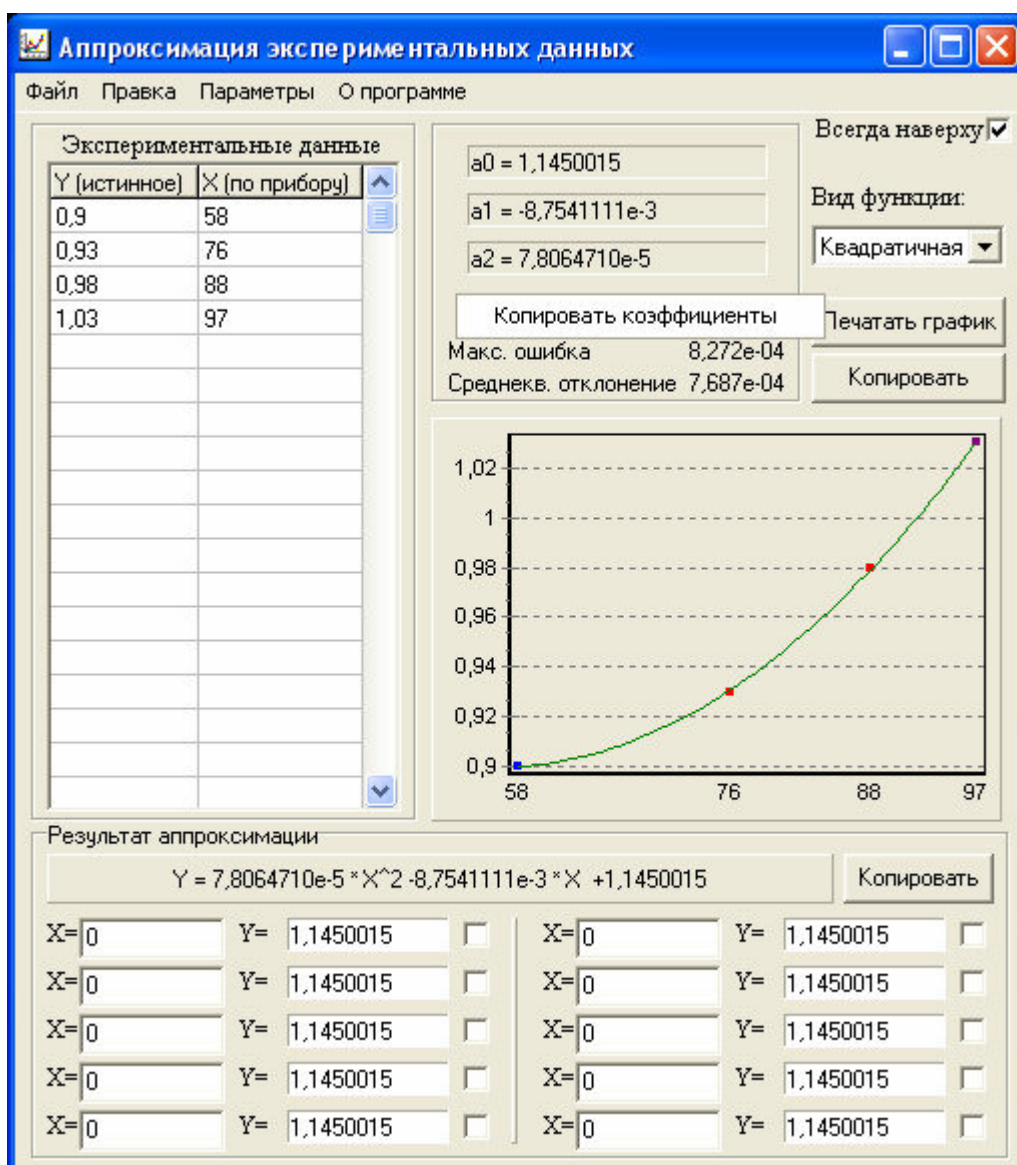 Аппроксимация экспериментальных данных
Файл Правка Параметры О программе
Экспериментальные данные
Y (истинное) X (по прибору)
0,9 58
0,93 76
0,98 88
1,03 97
a0 = 1,1450015
a1 = -8,7541111e-3
a2 = 7,8064710e-5
Копировать коэффициенты
Макс. ошибка 8,272e-04
Среднекв. отклонение 7,687e-04
Всегда наверху
Вид функции:
Квадратичная
Печатать график
Копировать
1,02
1
0,98
0,96
0,94
0,92
0,9
58 76 88 97
Результат аппроксимации
Y = 7,8064710e-5 * X^2 -8,7541111e-3 * X +1,1450015
Копировать
X= 0 Y= 1,1450015 X= 0 Y= 1,1450015
X= 0 Y= 1,1450015 X= 0 Y= 1,1450015
X= 0 Y= 1,1450015 X= 0 Y= 1,1450015
X= 0 Y= 1,1450015 X= 0 Y= 1,1450015
X= 0 Y= 1,1450015 X= 0 Y= 1,1450015